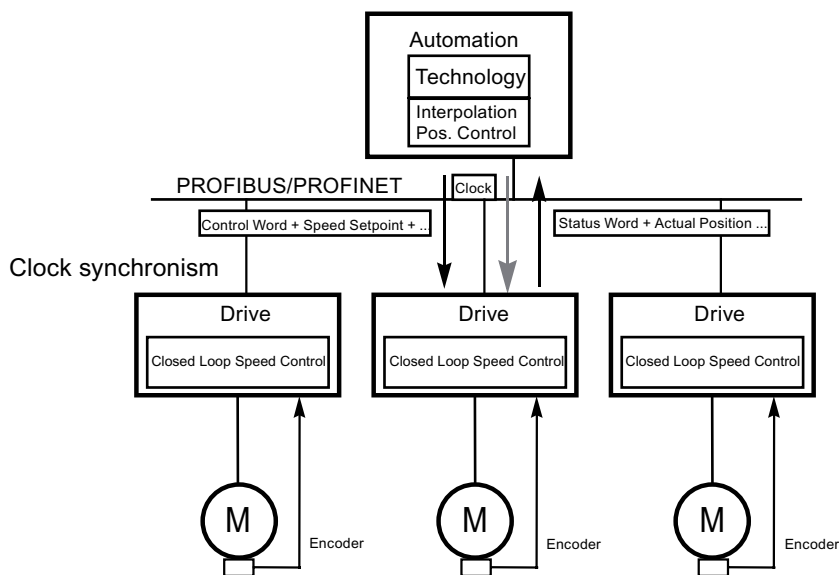 Automation
Technology
Interpolation
Pos. Control
PROFIBUS/PROFINET
Clock
Control Word + Speed Setpoint + ...
Status Word + Actual Position ...
Clock synchronism
Drive
Drive
Drive
Closed Loop Speed Control
Closed Loop Speed Control
Closed Loop Speed Control
M
M
M
Encoder
Encoder
Encoder